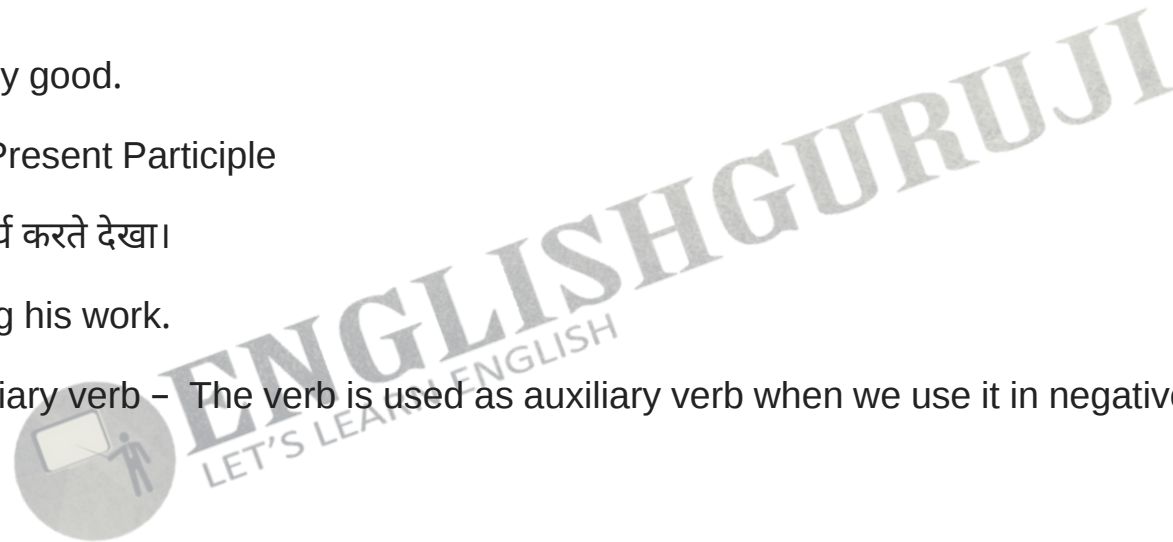 y good.
Present Participle
र्य करते देखा।
g his work.
iary verb – The verb is used as auxiliary verb when we use it in negative
ENGLISHGURUJI
LET'S LEARN ENGLISH